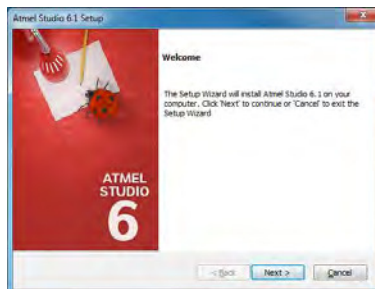 Atmel Studio 6.1 Setup
Welcome
The Setup Wizard will install Atmel Studio 6.1 on your
computer. Click 'Next' to continue or 'Cancel' to exit the
Setup Wizard
ATMEL
STUDIO
6
< Back Next > Cancel